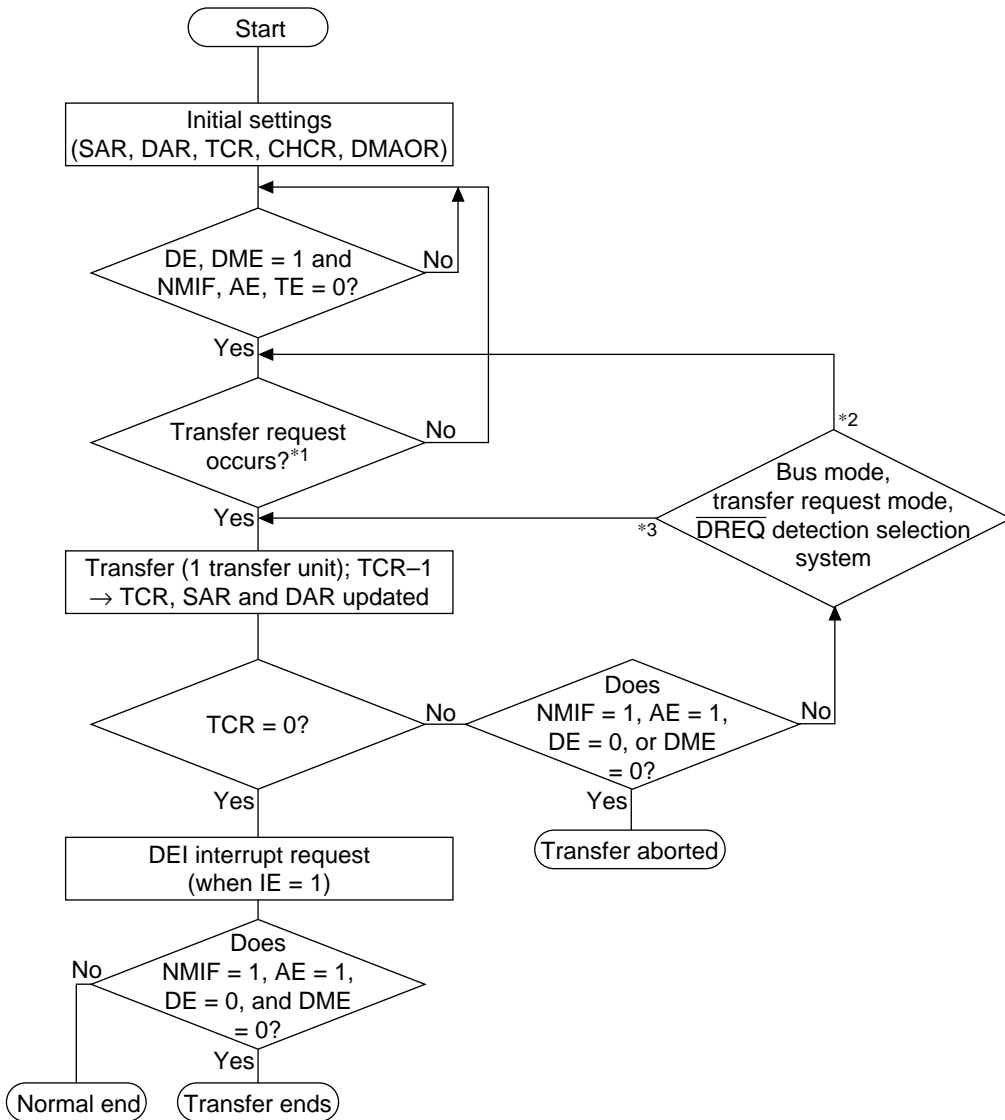 Start
Initial settings
(SAR, DAR, TCR, CHCR, DMAOR)
DE, DME = 1 and
NMIF, AE, TE = 0?
No
Yes
Transfer request
occurs?*1
No
Yes
*2
Bus mode,
transfer request mode,
DREQ detection selection
system
*3
Transfer (1 transfer unit); TCR–1
→ TCR, SAR and DAR updated
TCR = 0?
No
Does
NMIF = 1, AE = 1,
DE = 0, or DME
= 0?
No
Yes
Yes
Transfer aborted
DEI interrupt request
(when IE = 1)
Does
NMIF = 1, AE = 1,
DE = 0, and DME
= 0?
No
Yes
Normal end
Transfer ends